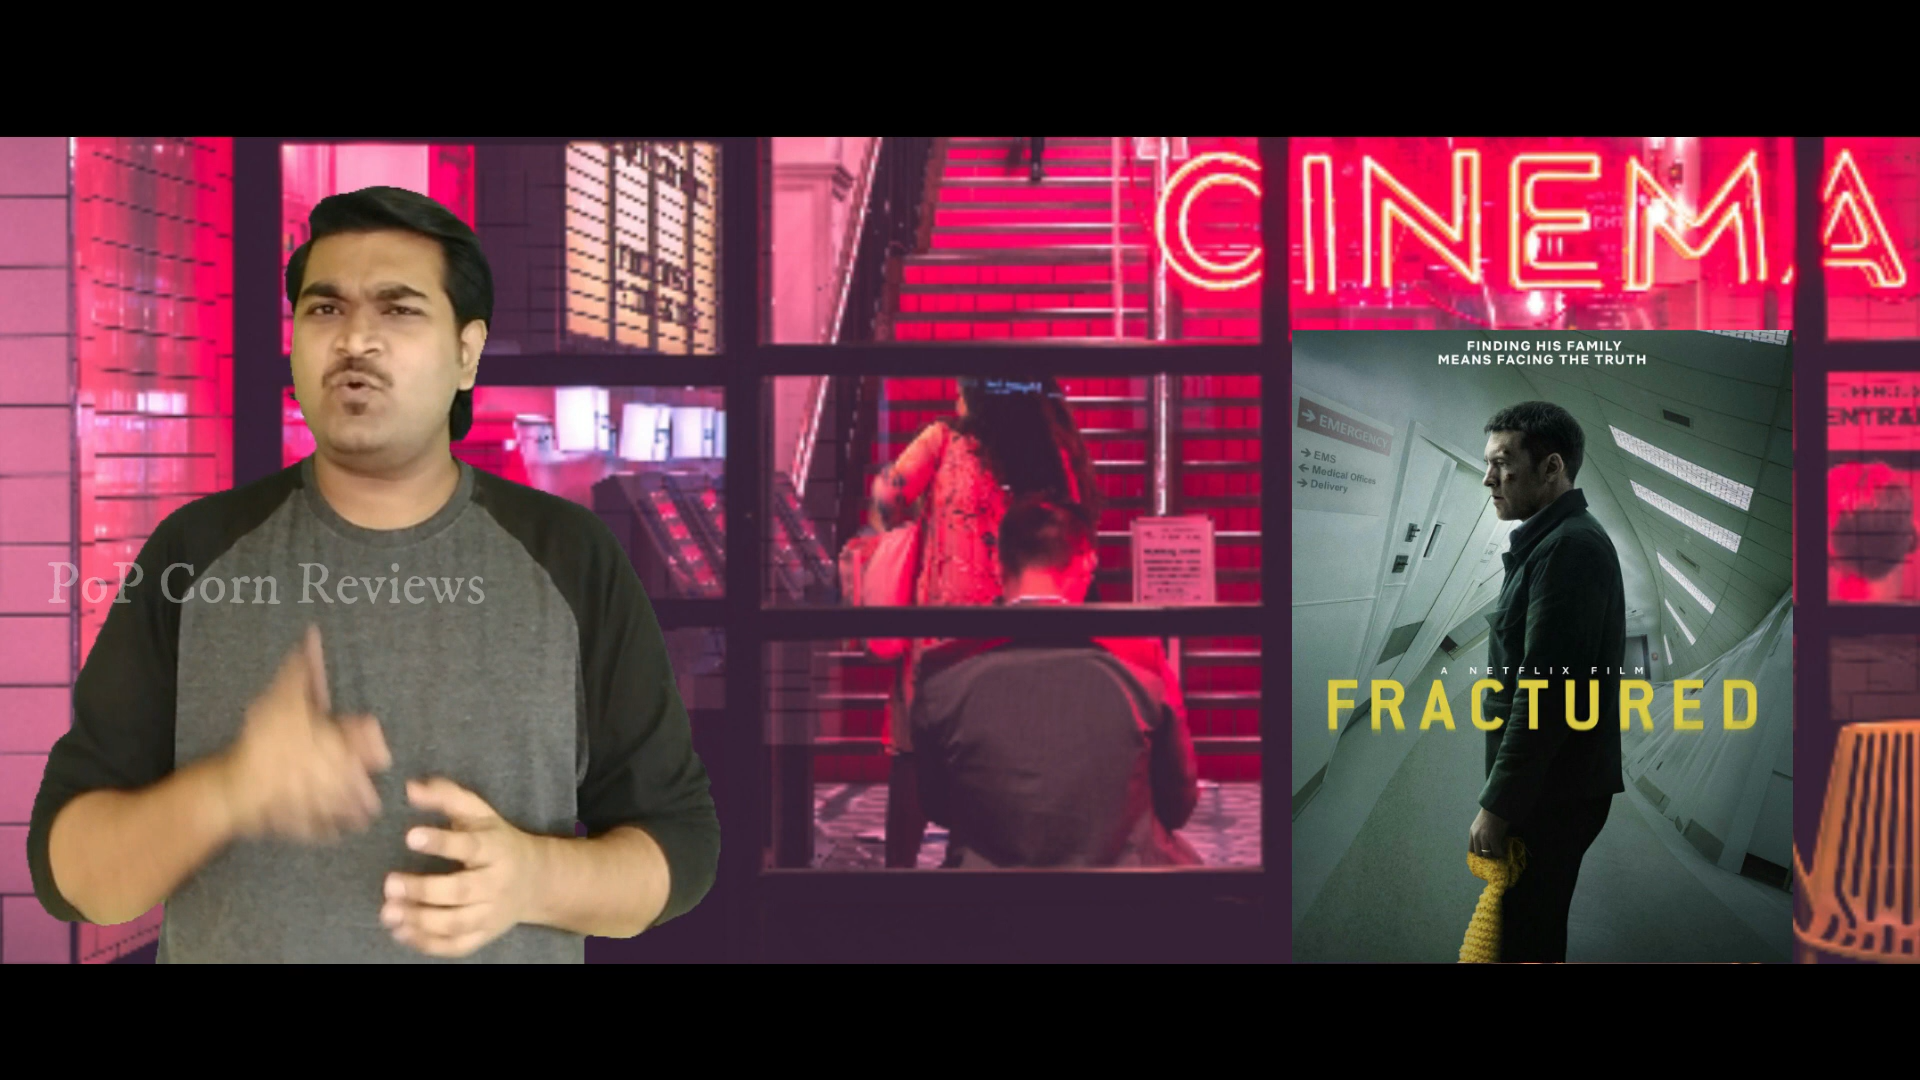 CINEMA
FINDING HIS FAMILY
MEANS FACING THE TRUTH
EMERGENCY
EMS
Medical Offices
Delivery
PoP Corn Reviews
A NETFLIX FILM
FRACTURED